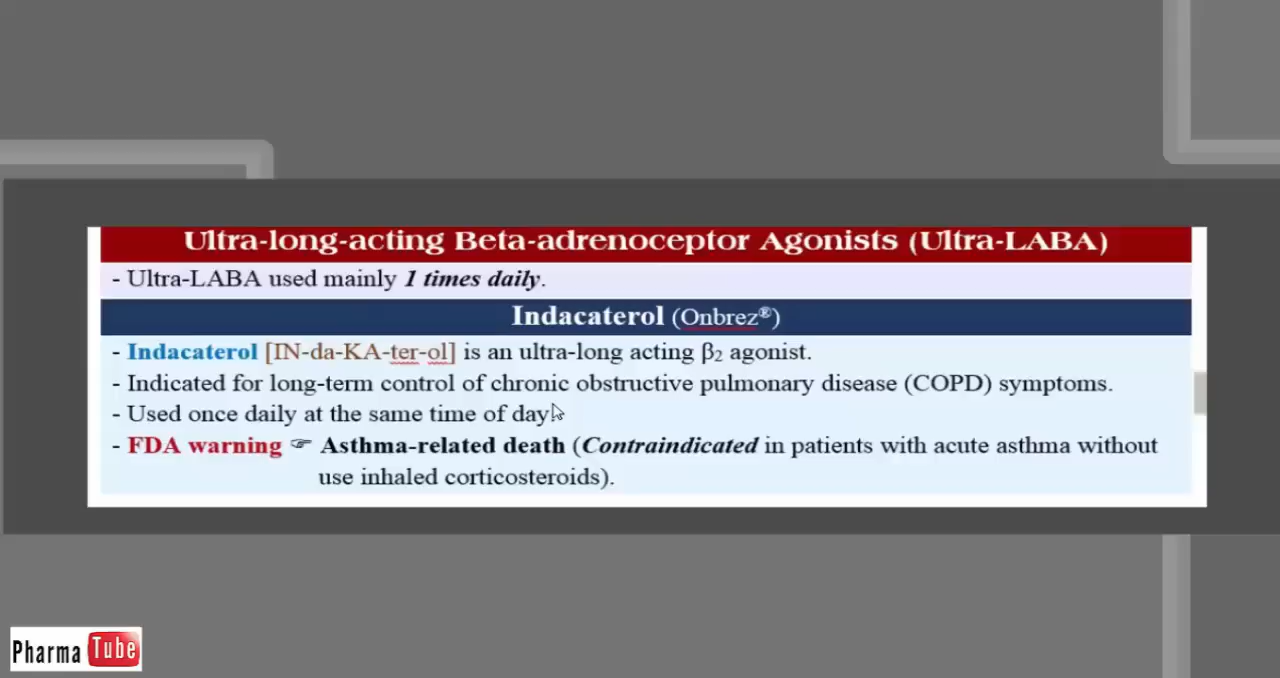 Ultra-long-acting Beta-adrenoceptor Agonists (Ultra-LABA)
- Ultra-LABA used mainly 1 times daily.
Indacaterol (Onbrez®)
- Indacaterol [IN-da-KA-ter-ol] is an ultra-long acting β₂ agonist.
- Indicated for long-term control of chronic obstructive pulmonary disease (COPD) symptoms.
- Used once daily at the same time of day
- FDA warning ☞ Asthma-related death (Contraindicated in patients with acute asthma without
use inhaled corticosteroids).
Pharma Tube